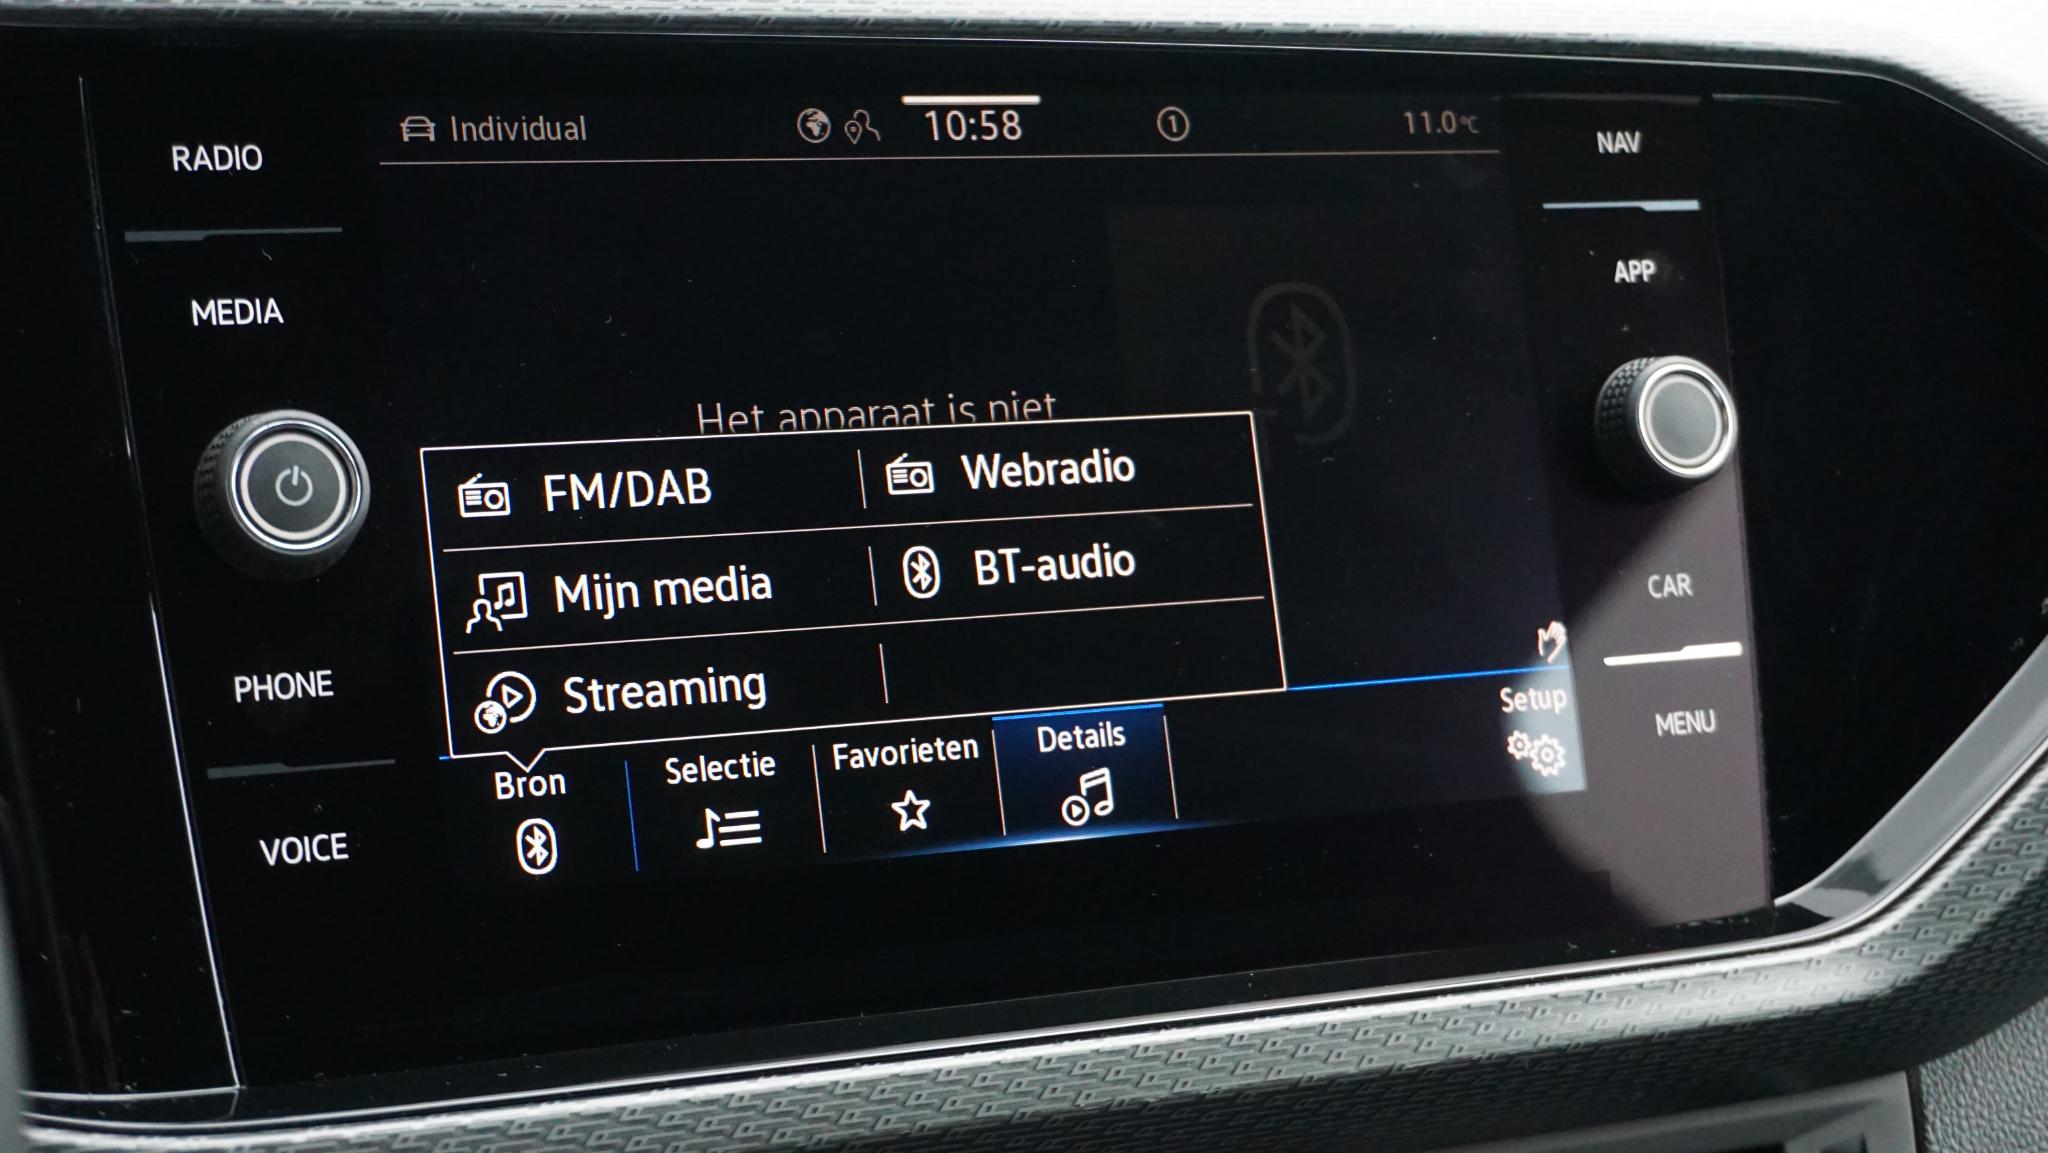 RADIO
MEDIA
PHONE
VOICE
Individual
10:58
1
11.0°C
Het apparaat is niet
FM/DAB
Webradio
Mijn media
BT-audio
Streaming
Bron
Selectie
Favorieten
Details
Setup
NAV
APP
CAR
MENU